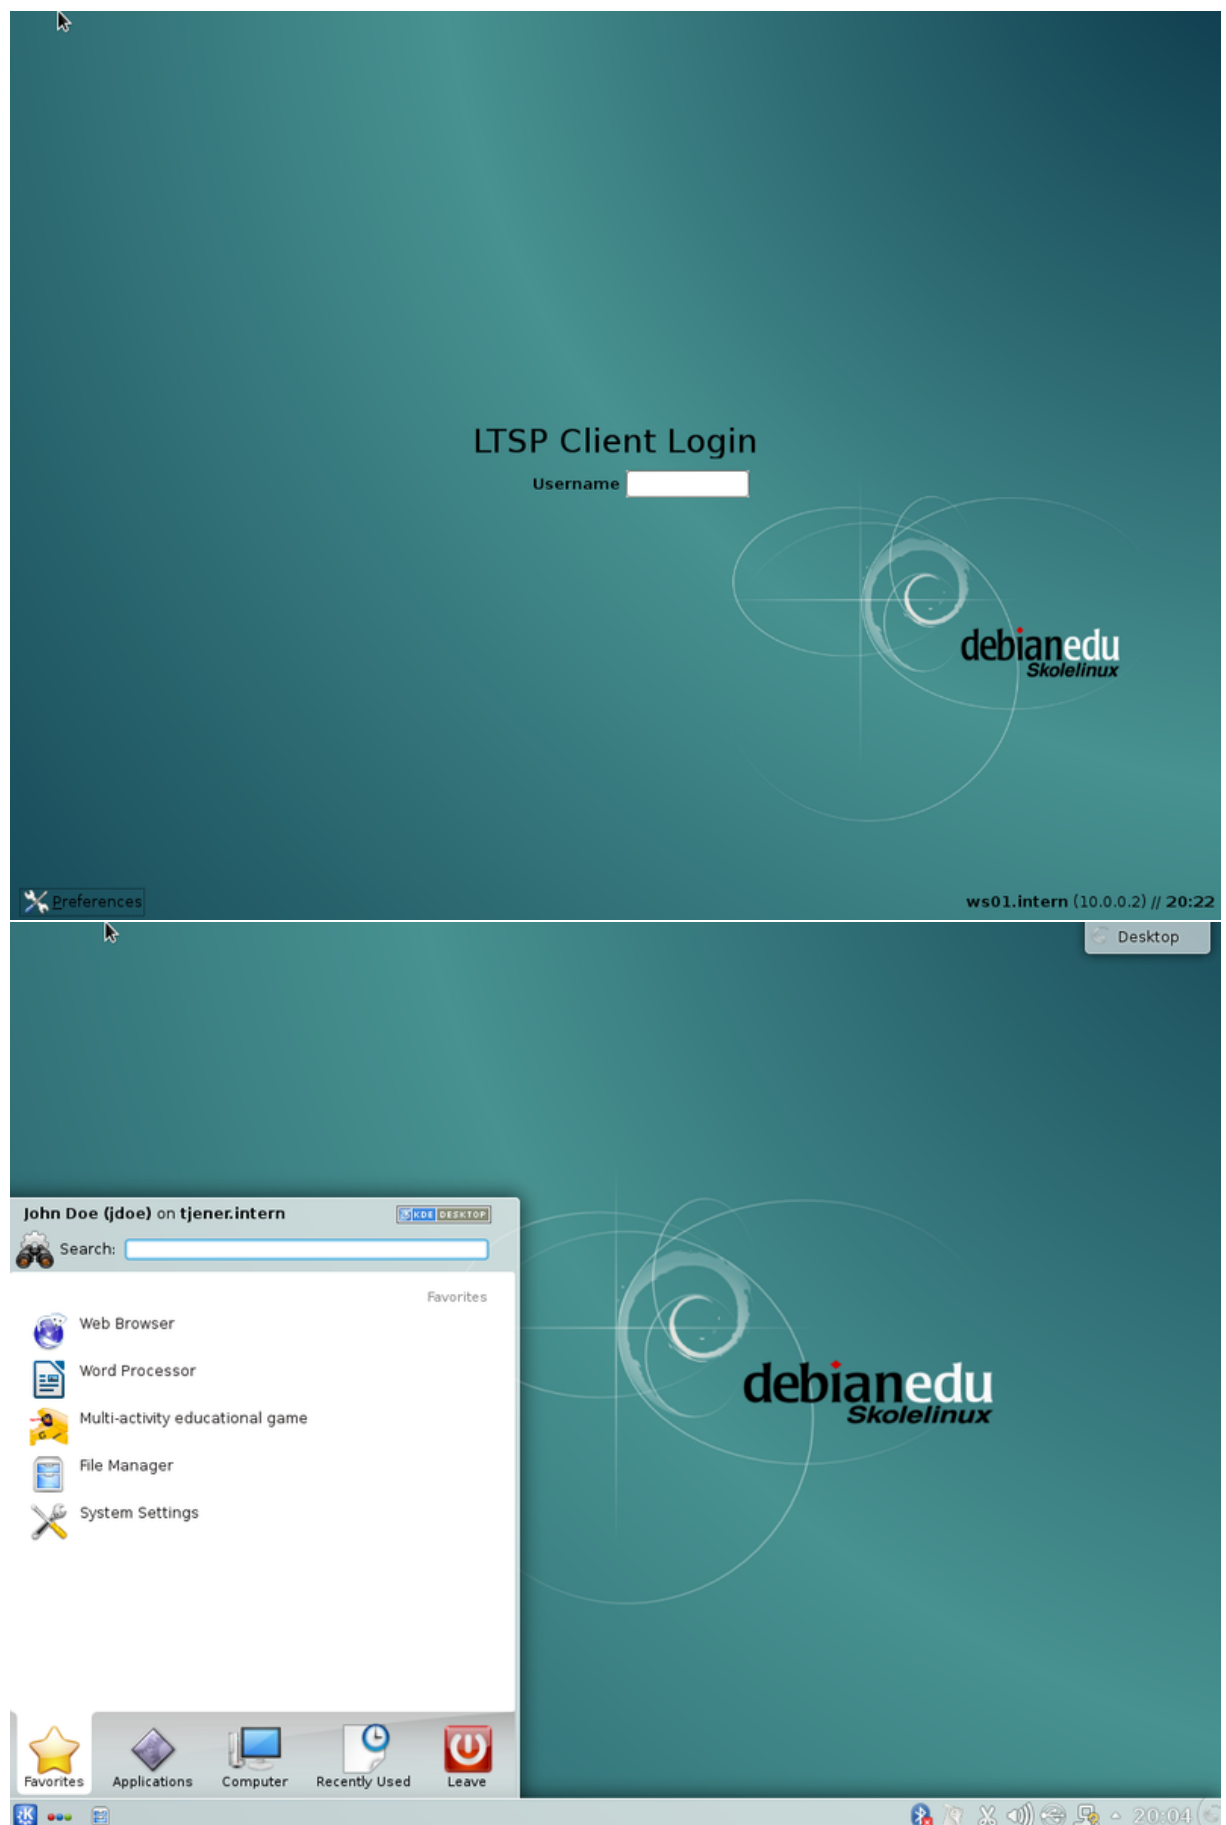 LTSP Client Login
Username
debianedu
Skolelinux
Preferences
ws01.intern (10.0.0.2) // 20:22
Desktop
John Doe (jdoe) on tjener.intern
KDE DESKTOP
Search:
Favorites
Web Browser
Word Processor
Multi-activity educational game
File Manager
System Settings
debianedu
Skolelinux
Favorites Applications Computer Recently Used Leave
20:04